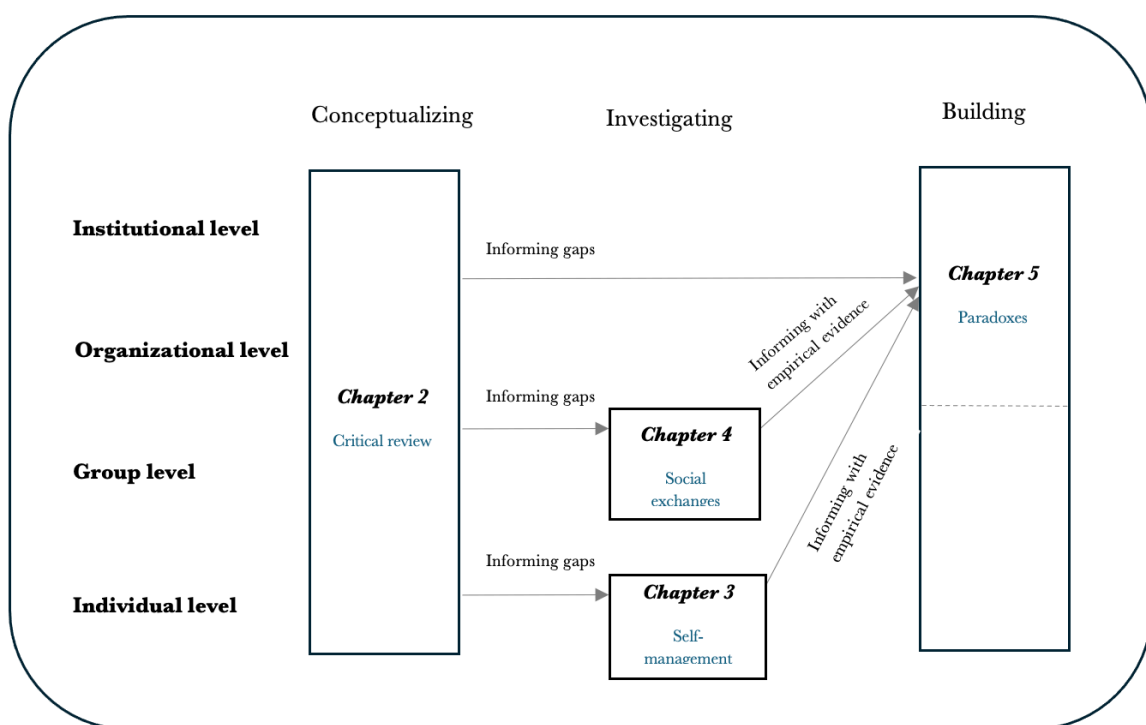 Conceptualizing
Investigating
Building
Institutional level
Informing gaps
Chapter 5
Paradoxes
Informing with
empirical evidence
Organizational level
Chapter 2
Critical review
Informing gaps
Chapter 4
Social
exchanges
Group level
Informing with
empirical evidence
Informing gaps
Individual level
Chapter 3
Self-
management